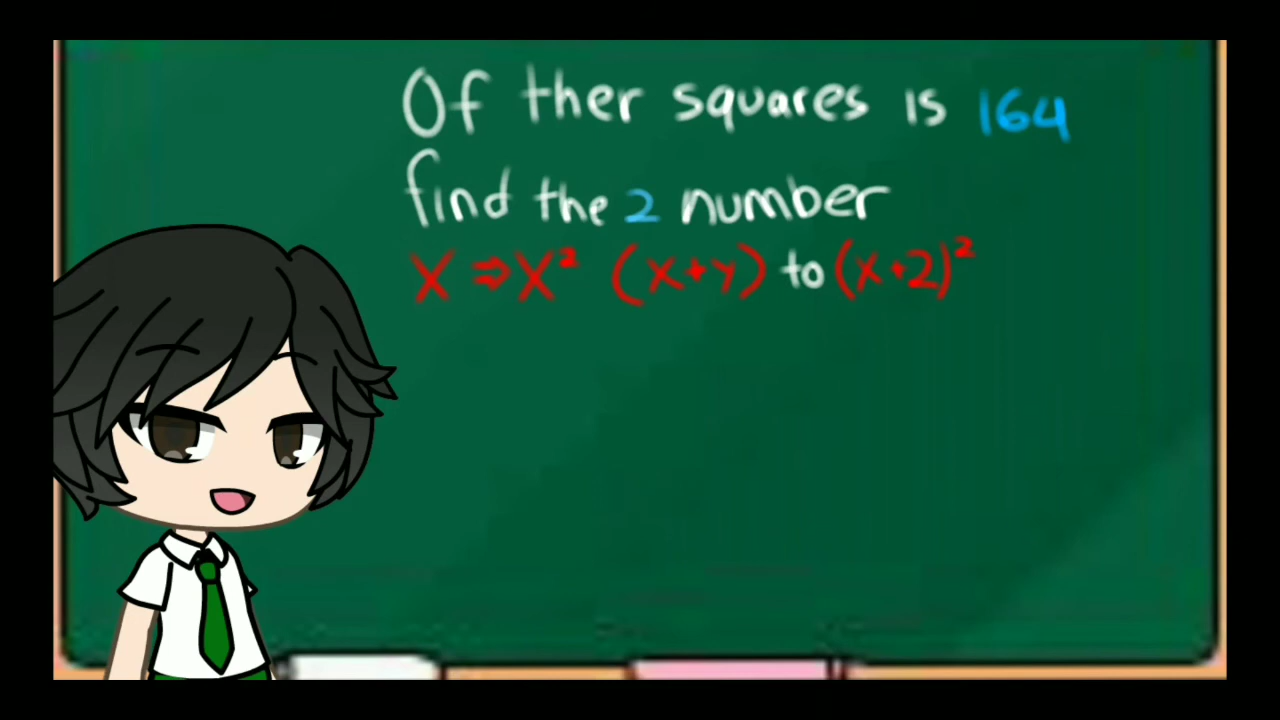 Of ther squares is 164
find the 2 number
X ⇒ X² (X+y) to (X+2)²